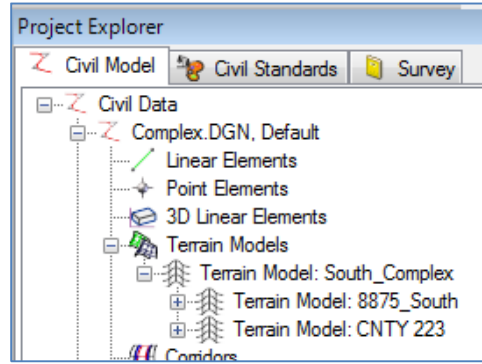 Project Explorer
Civil Model Civil Standards Survey
Civil Data
Complex.DGN, Default
Linear Elements
Point Elements
3D Linear Elements
Terrain Models
Terrain Model: South_Complex
Terrain Model: 8875_South
Terrain Model: CNTY 223
Corridors